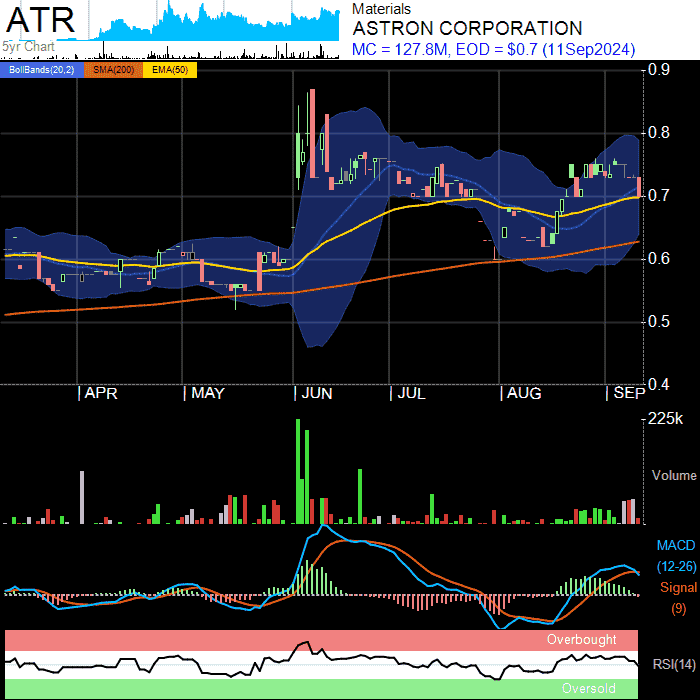 ATR
5yr Chart
Materials
ASTRON CORPORATION
MC = 127.8M, EOD = $0.7 (11Sep2024)
BollBands(20,2) SMA(200) EMA(50)
0.9
0.8
0.7
0.6
0.5
0.4
APR MAY JUN JUL AUG SEP
225k
Volume
MACD
(12-26)
Signal
(9)
Overbought
RSI(14)
Oversold